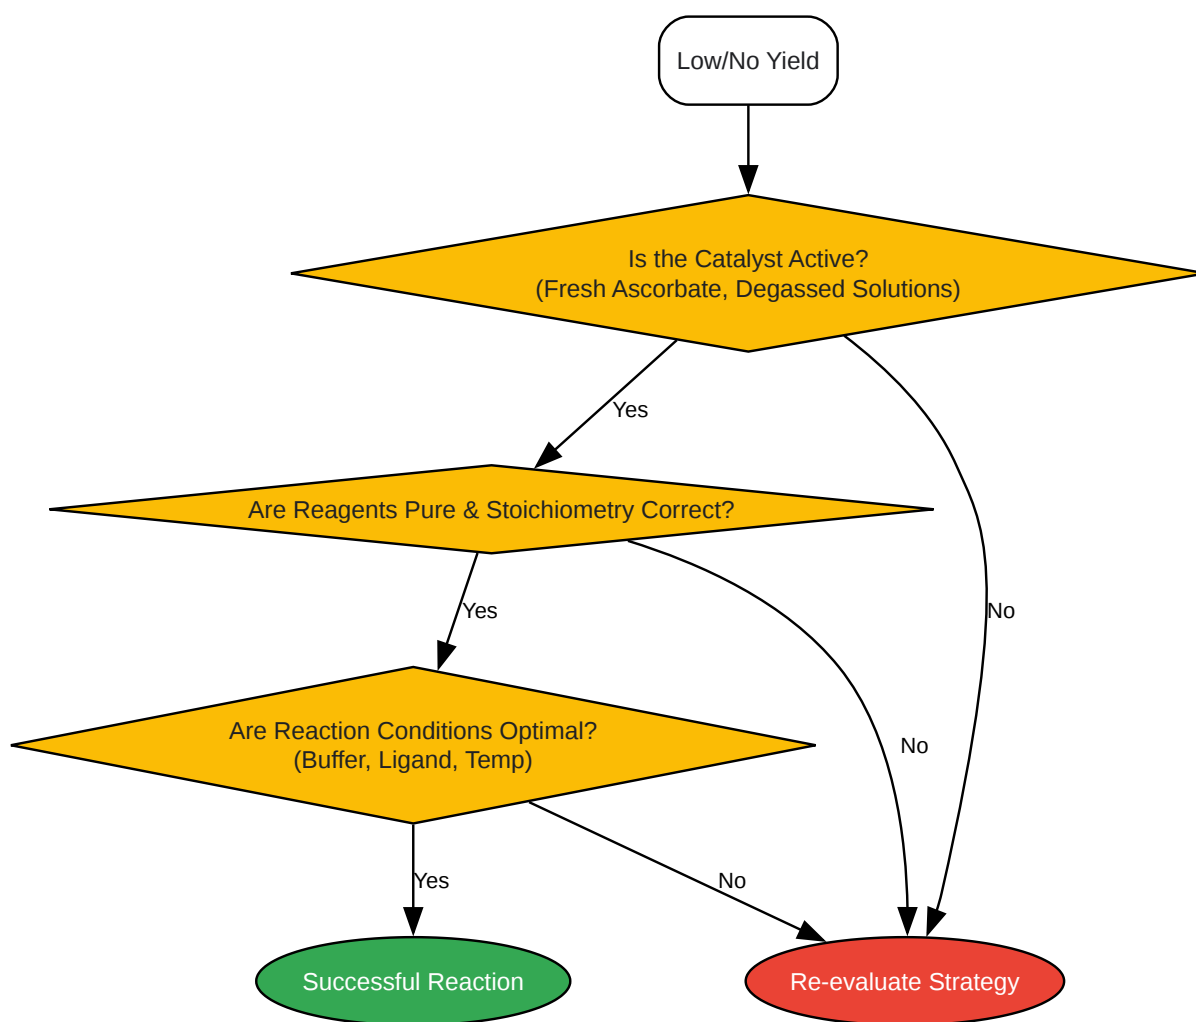 Low/No Yield
Is the Catalyst Active?
(Fresh Ascorbate, Degassed Solutions)
Yes
Are Reagents Pure & Stoichiometry Correct?
Yes
No
Are Reaction Conditions Optimal?
(Buffer, Ligand, Temp)
No
Yes
No
Successful Reaction
Re-evaluate Strategy